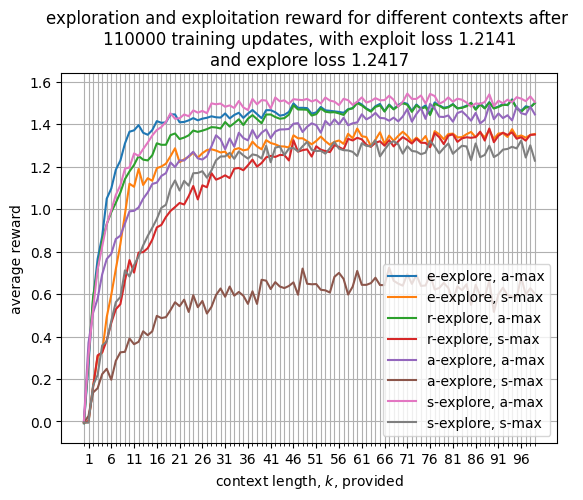 exploration and exploitation reward for different contexts after
110000 training updates, with exploit loss 1.2141
and explore loss 1.2417
1.6
1.4
1.2
1.0
0.8
0.6
0.4
0.2
0.0
average reward
e-explore, a-max
e-explore, s-max
r-explore, a-max
r-explore, s-max
a-explore, a-max
a-explore, s-max
s-explore, a-max
s-explore, s-max
1 6 11 16 21 26 31 36 41 46 51 56 61 66 71 76 81 86 91 96
context length, k, provided